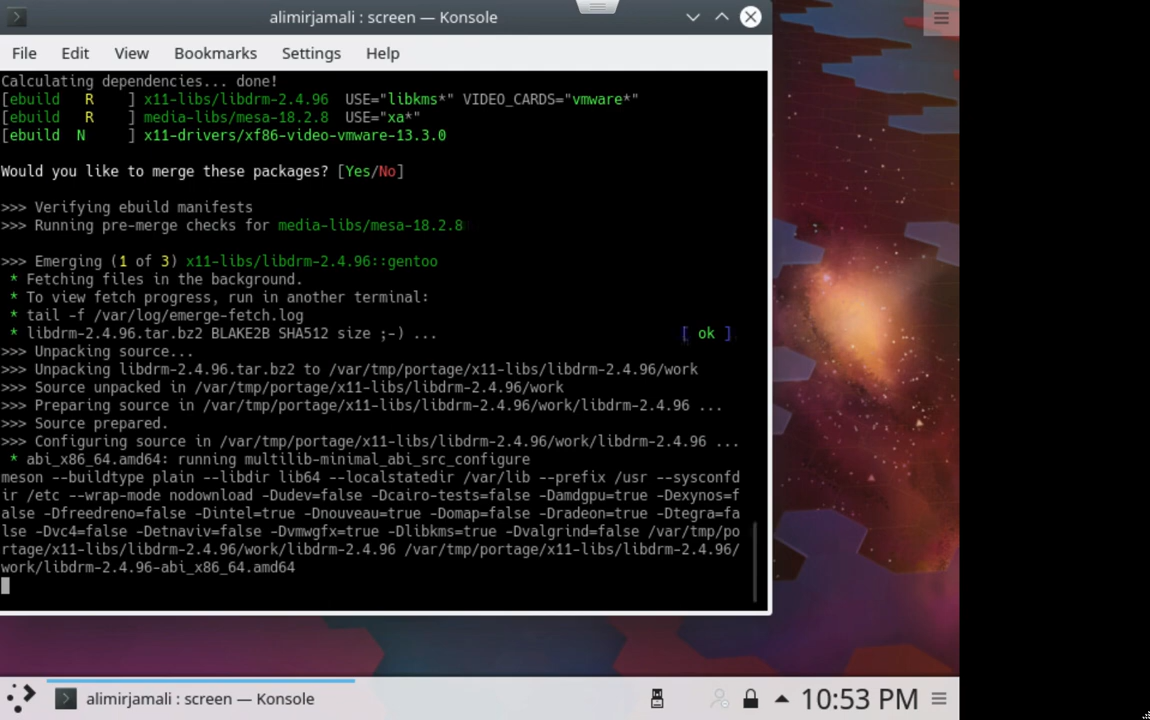 alimirjamali : screen — Konsole
File Edit View Bookmarks Settings Help
Calculating dependencies... done!
[ebuild   R    ] x11-libs/libdrm-2.4.96  USE="libkms*" VIDEO_CARDS="vmware*"
[ebuild   R    ] media-libs/mesa-18.2.8  USE="xa*"
[ebuild  N     ] x11-drivers/xf86-video-vmware-13.3.0
Would you like to merge these packages? [Yes/No]
>>> Verifying ebuild manifests
>>> Running pre-merge checks for media-libs/mesa-18.2.8
>>> Emerging (1 of 3) x11-libs/libdrm-2.4.96::gentoo
 * Fetching files in the background.
 * To view fetch progress, run in another terminal:
 * tail -f /var/log/emerge-fetch.log
 * libdrm-2.4.96.tar.bz2 BLAKE2B SHA512 size ;-) ... [ ok ]
>>> Unpacking source...
>>> Unpacking libdrm-2.4.96.tar.bz2 to /var/tmp/portage/x11-libs/libdrm-2.4.96/work
>>> Source unpacked in /var/tmp/portage/x11-libs/libdrm-2.4.96/work
>>> Preparing source in /var/tmp/portage/x11-libs/libdrm-2.4.96/work/libdrm-2.4.96 ...
>>> Source prepared.
>>> Configuring source in /var/tmp/portage/x11-libs/libdrm-2.4.96/work/libdrm-2.4.96 ...
 * abi_x86_64.amd64: running multilib-minimal_abi_src_configure
meson --buildtype plain --libdir lib64 --localstatedir /var/lib --prefix /usr --sysconfd
ir /etc --wrap-mode nodownload -Dudev=false -Dcairo-tests=false -Damdgpu=true -Dexynos=f
alse -Dfreedreno=false -Dintel=true -Dnouveau=true -Domap=false -Dradeon=true -Dtegra=fa
lse -Dvc4=false -Detnaviv=false -Dvmwgfx=true -Dlibkms=true -Dvalgrind=false /var/tmp/po
rtage/x11-libs/libdrm-2.4.96/work/libdrm-2.4.96 /var/tmp/portage/x11-libs/libdrm-2.4.96/
work/libdrm-2.4.96-abi_x86_64.amd64
alimirjamali : screen — Konsole
10:53 PM